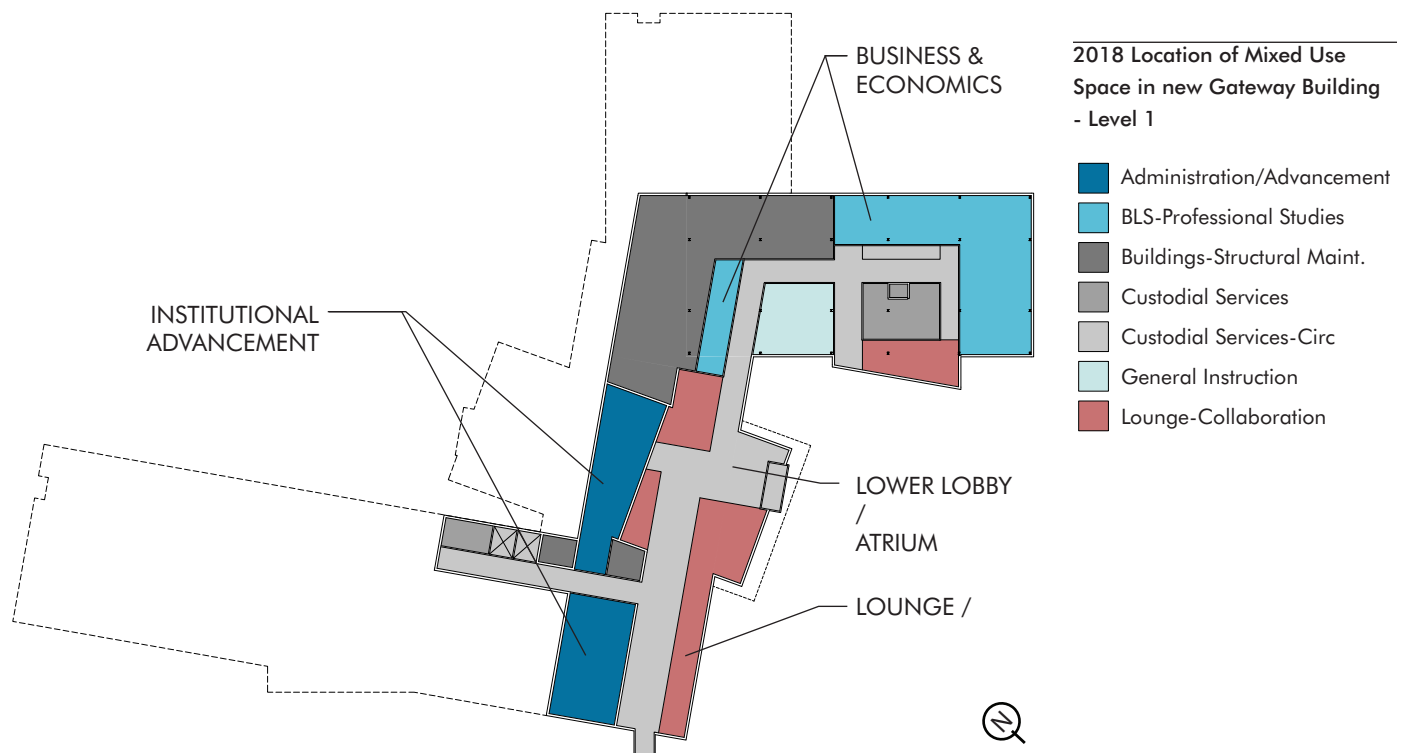 BUSINESS &
ECONOMICS
INSTITUTIONAL
ADVANCEMENT
LOWER LOBBY
/
ATRIUM
LOUNGE /
N
2018 Location of Mixed Use
Space in new Gateway Building
- Level 1
Administration/Advancement
BLS-Professional Studies
Buildings-Structural Maint.
Custodial Services
Custodial Services-Circ
General Instruction
Lounge-Collaboration